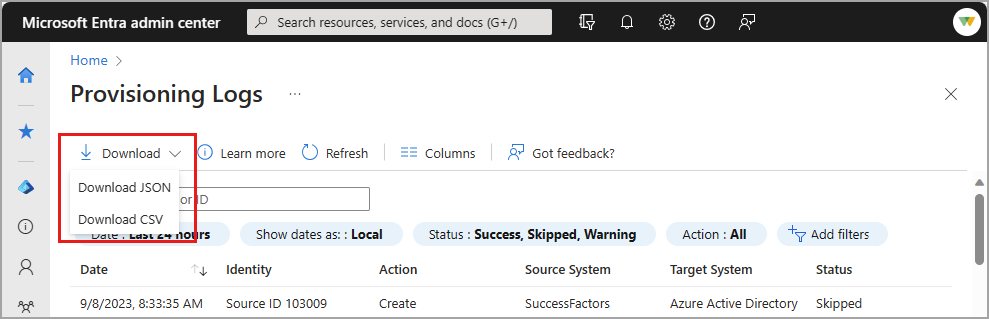 Microsoft Entra admin center
Search resources, services, and docs (G+/)
Home >
Provisioning Logs ...
Download
Learn more
Refresh
Columns
Got feedback?
Download JSON
or ID
Download CSV
Date : Last 24 hours
Show dates as: : Local
Status : Success, Skipped, Warning
Action : All
Add filters
Date Identity Action Source System Target System Status
9/8/2023, 8:33:35 AM Source ID 103009 Create SuccessFactors Azure Active Directory Skipped